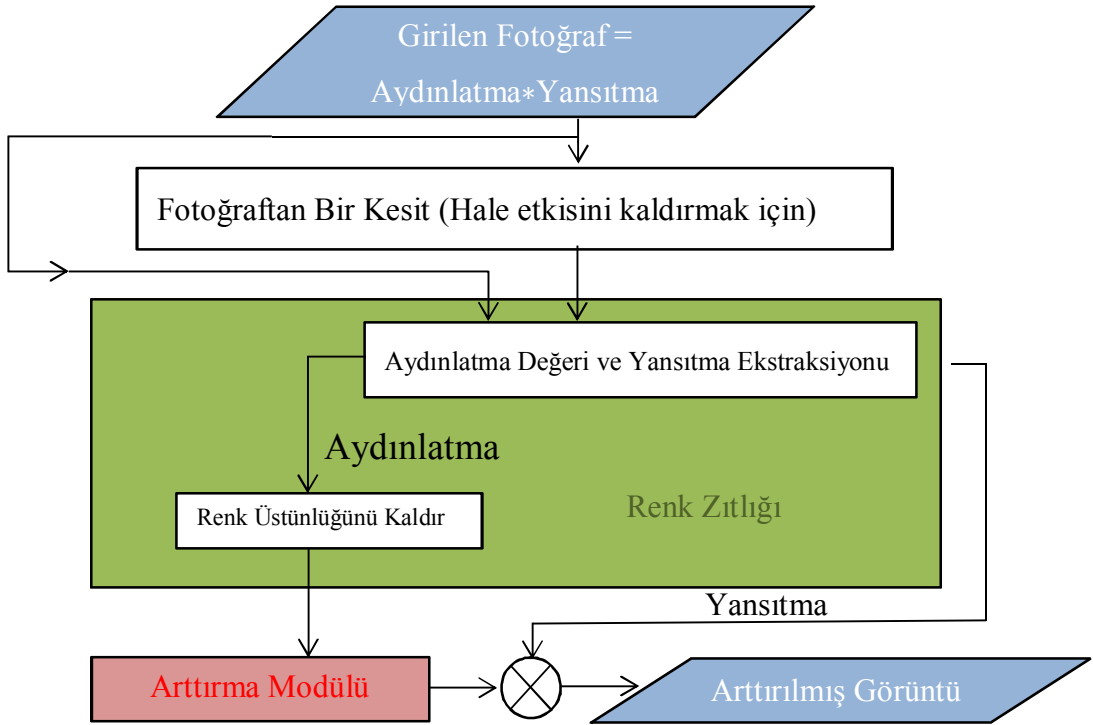 Girilen Fotoğraf =
Aydınlatma*Yansıtma
Fotoğraftan Bir Kesit (Hale etkisini kaldırmak için)
Aydınlatma Değeri ve Yansıtma Ekstraksiyonu
Aydınlatma
Renk Üstünlüğünü Kaldır
Renk Zıtlığı
Yansıtma
Arttırma Modülü
Arttırılmış Görüntü